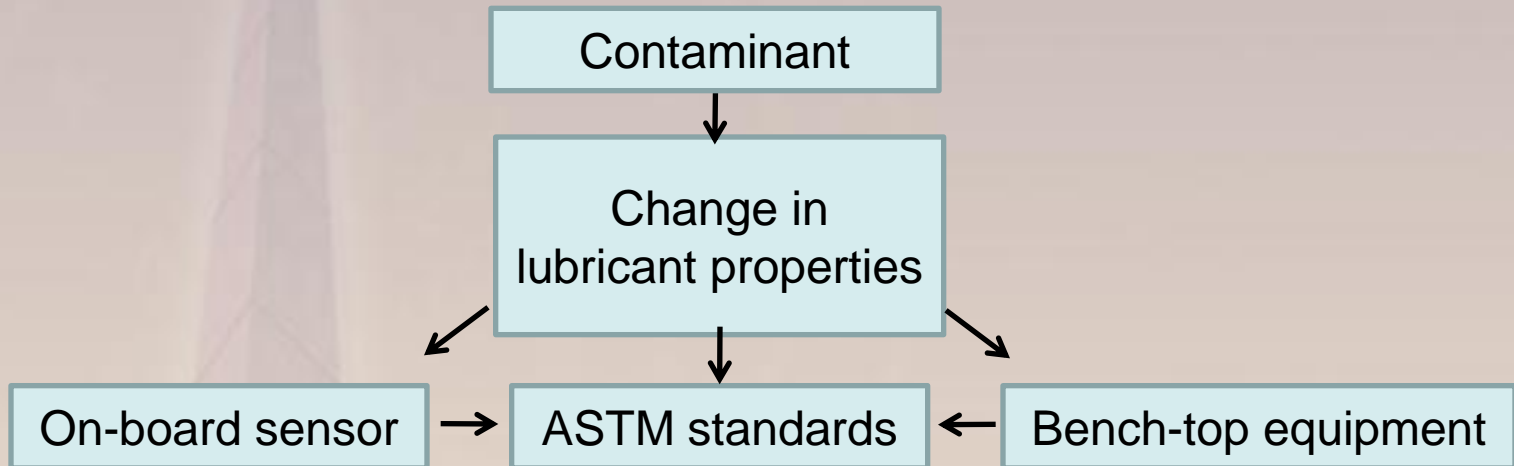 Contaminant
Change in
lubricant properties
On-board sensor
ASTM standards
Bench-top equipment